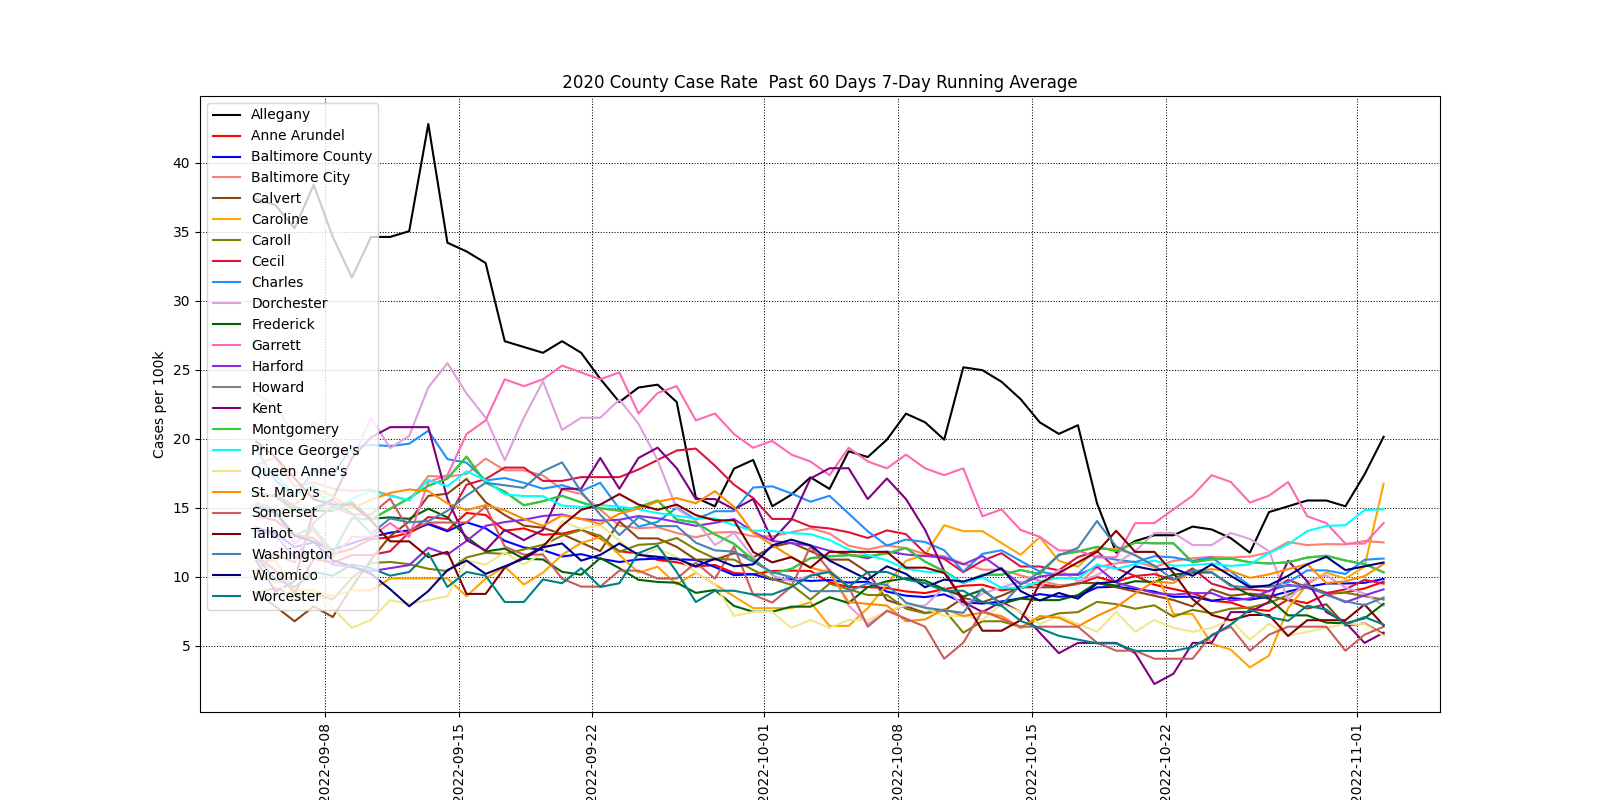 2020 County Case Rate  Past 60 Days 7-Day Running Average
Cases per 100k
40
35
30
25
20
15
10
5
Allegany
Anne Arundel
Baltimore County
Baltimore City
Calvert
Caroline
Caroll
Cecil
Charles
Dorchester
Frederick
Garrett
Harford
Howard
Kent
Montgomery
Prince George's
Queen Anne's
St. Mary's
Somerset
Talbot
Washington
Wicomico
Worcester
2022-09-08
2022-09-15
2022-09-22
2022-10-01
2022-10-08
2022-10-15
2022-10-22
2022-11-01